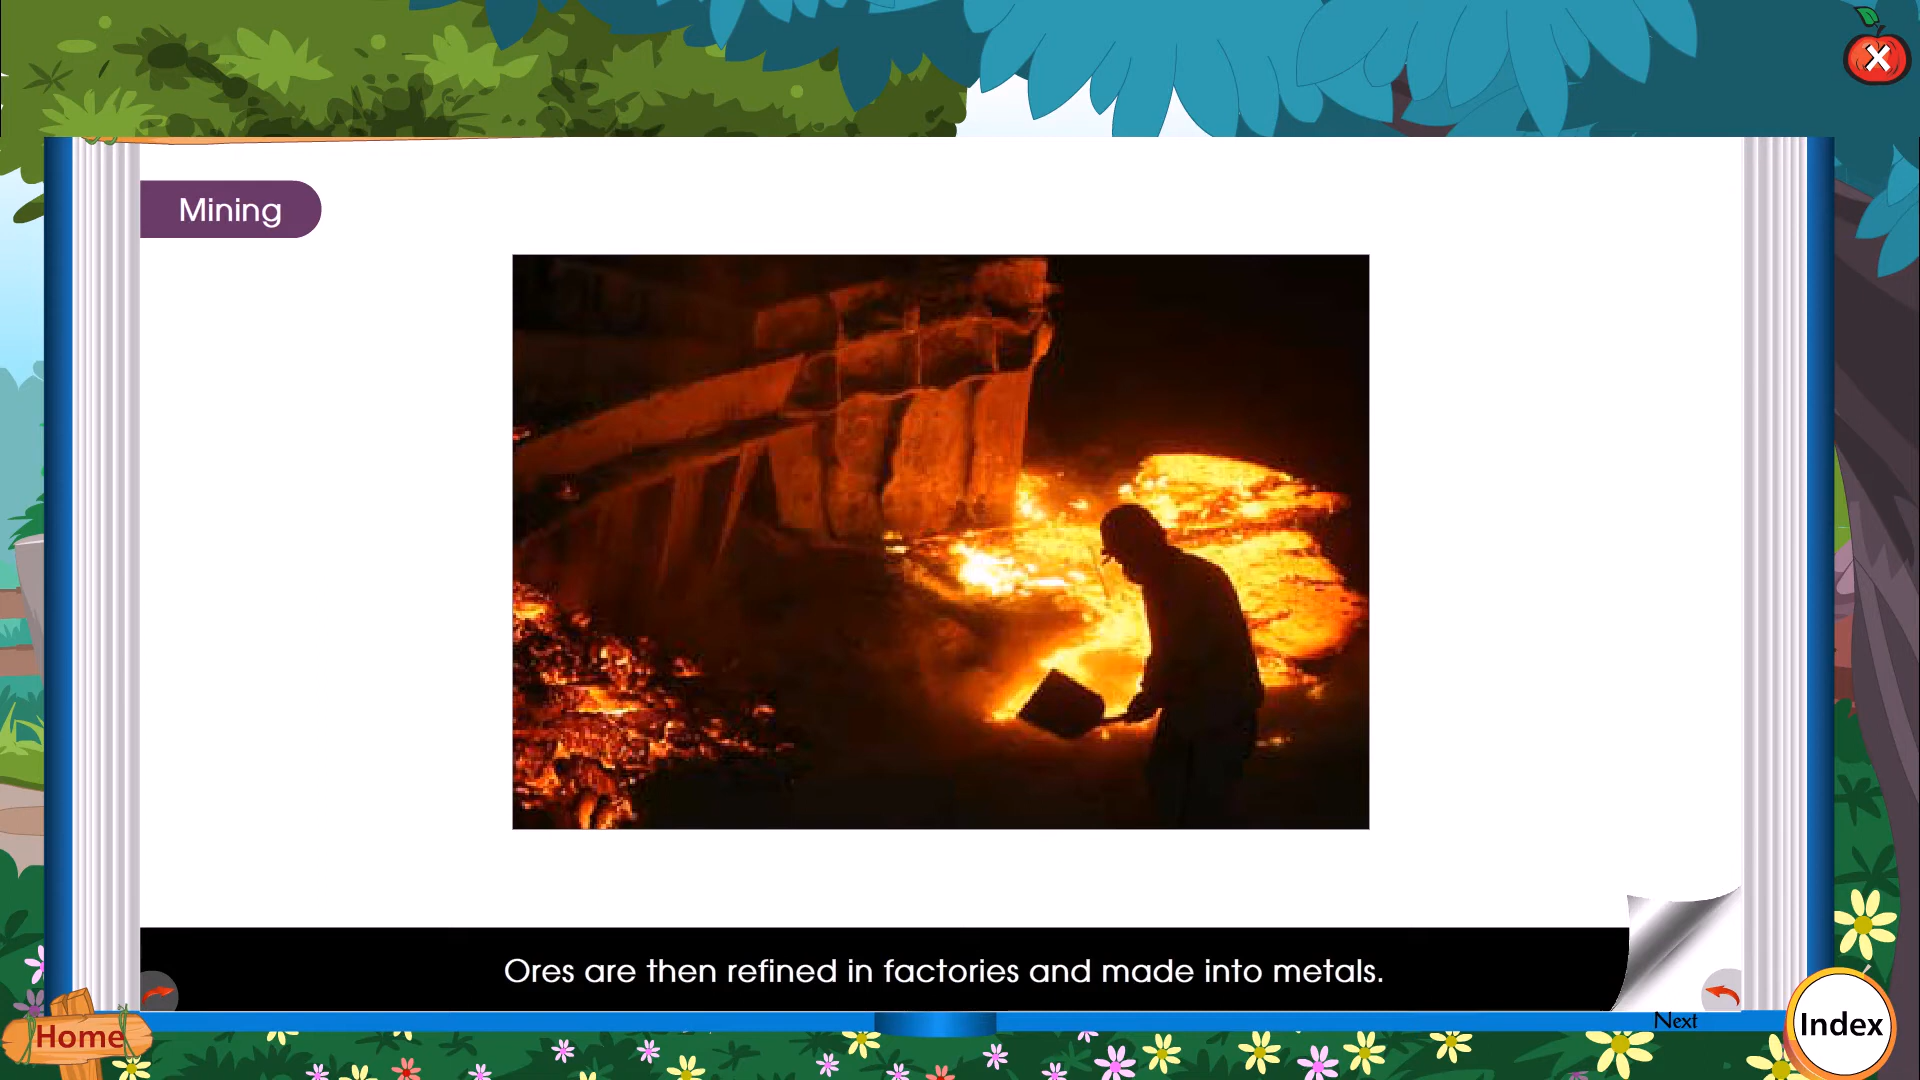 Mining
Ores are then refined in factories and made into metals.
Next
Home
Index